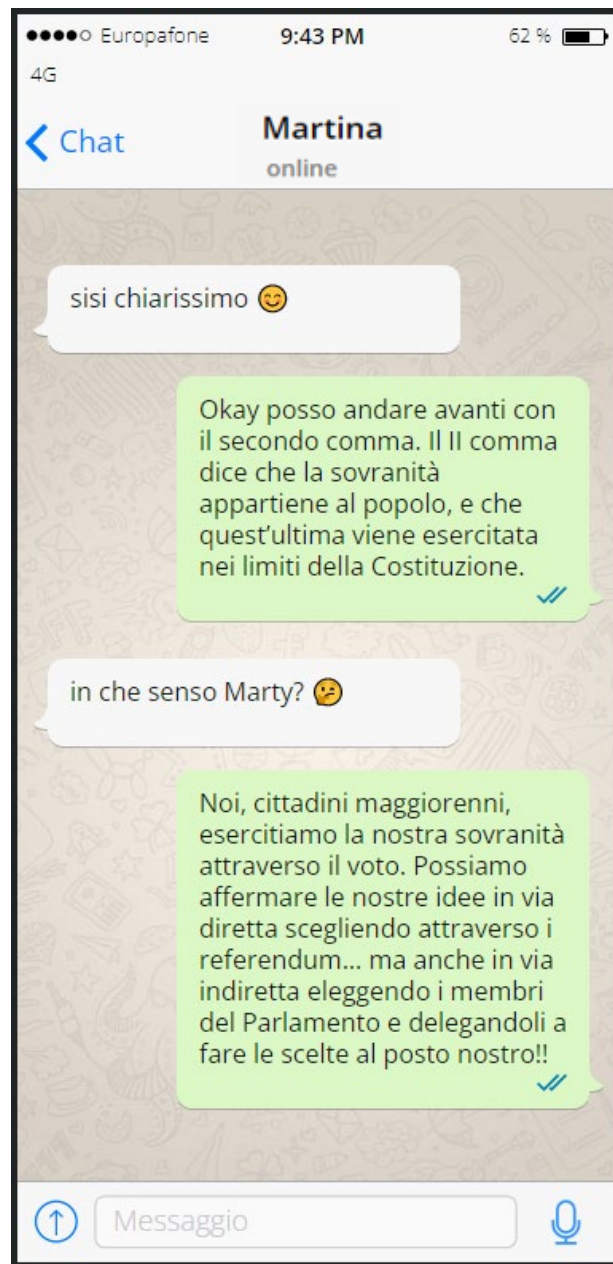 Europafone 9:43 PM 62 %
4G
Chat Martina
online
sisi chiarissimo 😊
Okay posso andare avanti con
il secondo comma. Il II comma
dice che la sovranità
appartiene al popolo, e che
quest’ultima viene esercitata
nei limiti della Costituzione.
in che senso Marty? 🤔
Noi, cittadini maggiorenni,
esercitiamo la nostra sovranità
attraverso il voto. Possiamo
affermare le nostre idee in via
diretta scegliendo attraverso i
referendum... ma anche in via
indiretta eleggendo i membri
del Parlamento e delegandoli a
fare le scelte al posto nostro!!
Messaggio